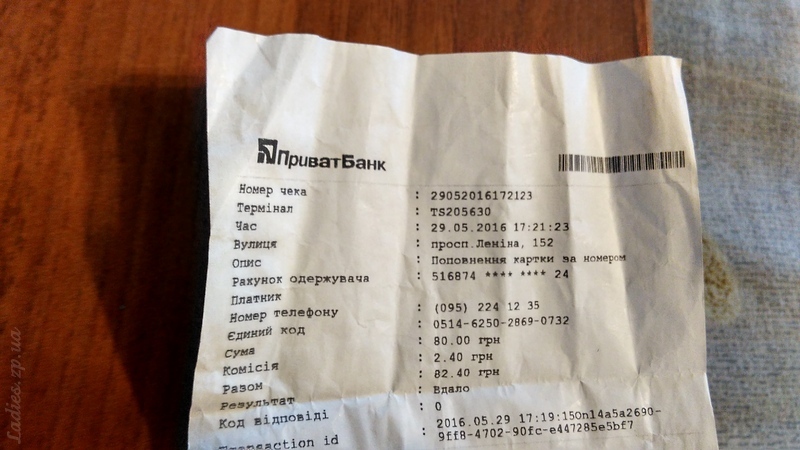 ПриватБанк
Номер чека : 29052016172123
Термінал : TS205630
Час : 29.05.2016 17:21:23
Вулиця : просп.Леніна, 152
Опис : Поповнення картки за номером
Рахунок одержувача : 516874 **** **** 24
Платник
Номер телефону : (095) 224 12 35
Єдиний код : 0514-6250-2869-0732
Сума : 80.00 грн
Комісія : 2.40 грн
Разом : 82.40 грн
Результат : Вдало
Код відповіді : 0
Transaction id : 2016.05.29 17:19:150n14a5a2690-
9ff8-4702-90fc-e447285e5bf7
Ladies.zp.ua